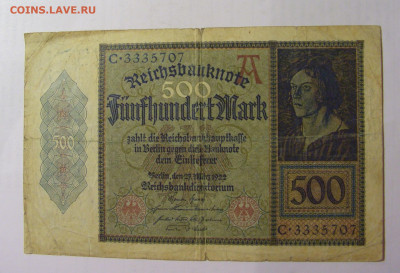 COINS.LAVE.RU
C·3335707
Reichsbanknote
A
500
Fünfhundert Mark
zahlt die Reichsbankhauptkasse
in Berlin gegen diese Banknote
dem Einlieferer
Berlin, den 27. März 1922
Reichsbankdirektorium
500
500
C·3335707